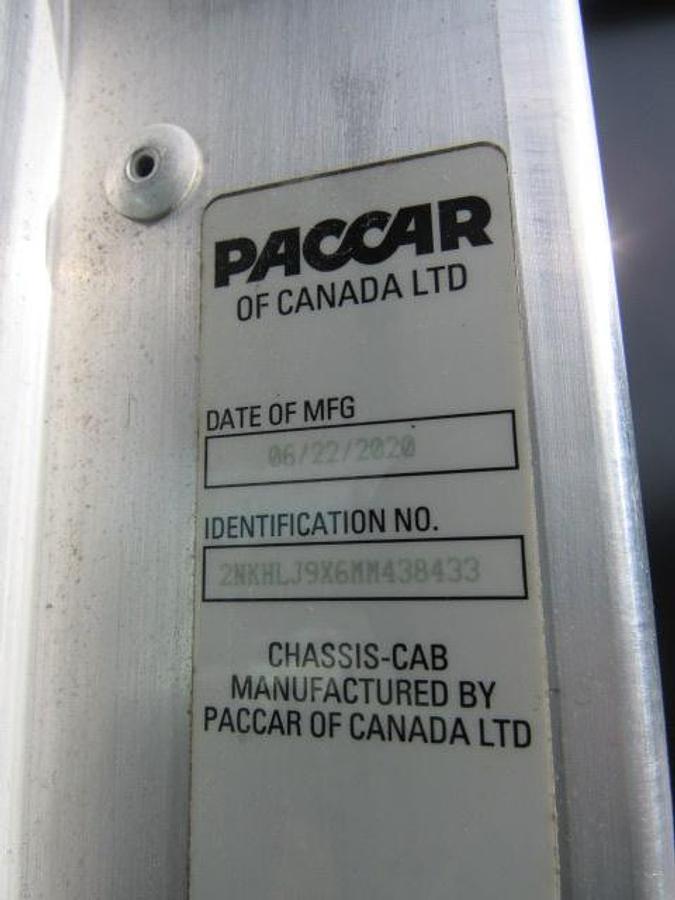 PACCAR
OF CANADA LTD
DATE OF MFG
06/22/2020
IDENTIFICATION NO.
2NKHLJ9X6MM438433
CHASSIS-CAB
MANUFACTURED BY
PACCAR OF CANADA LTD